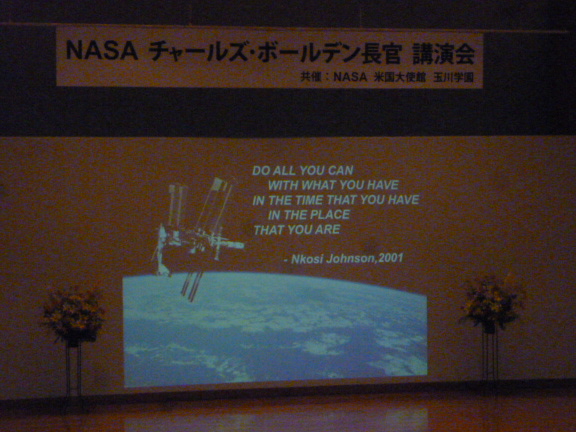 NASA チャールズ・ボールデン長官 講演会
共催：NASA 米国大使館 玉川学園
DO ALL YOU CAN
WITH WHAT YOU HAVE
IN THE TIME THAT YOU HAVE
IN THE PLACE
THAT YOU ARE
- Nkosi Johnson,2001